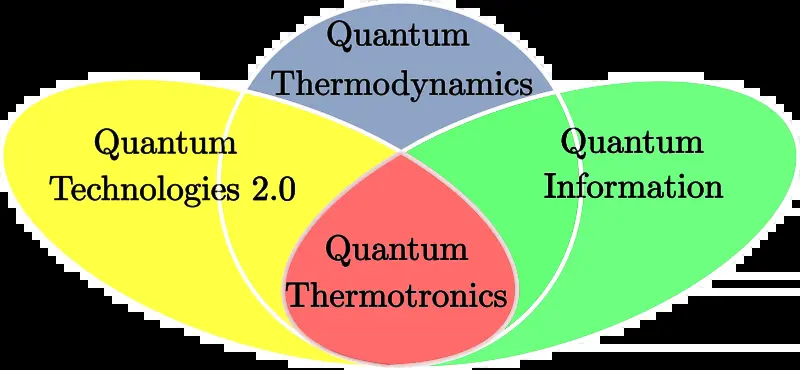 Quantum
Thermodynamics
Quantum
Technologies 2.0
Quantum
Information
Quantum
Thermotronics